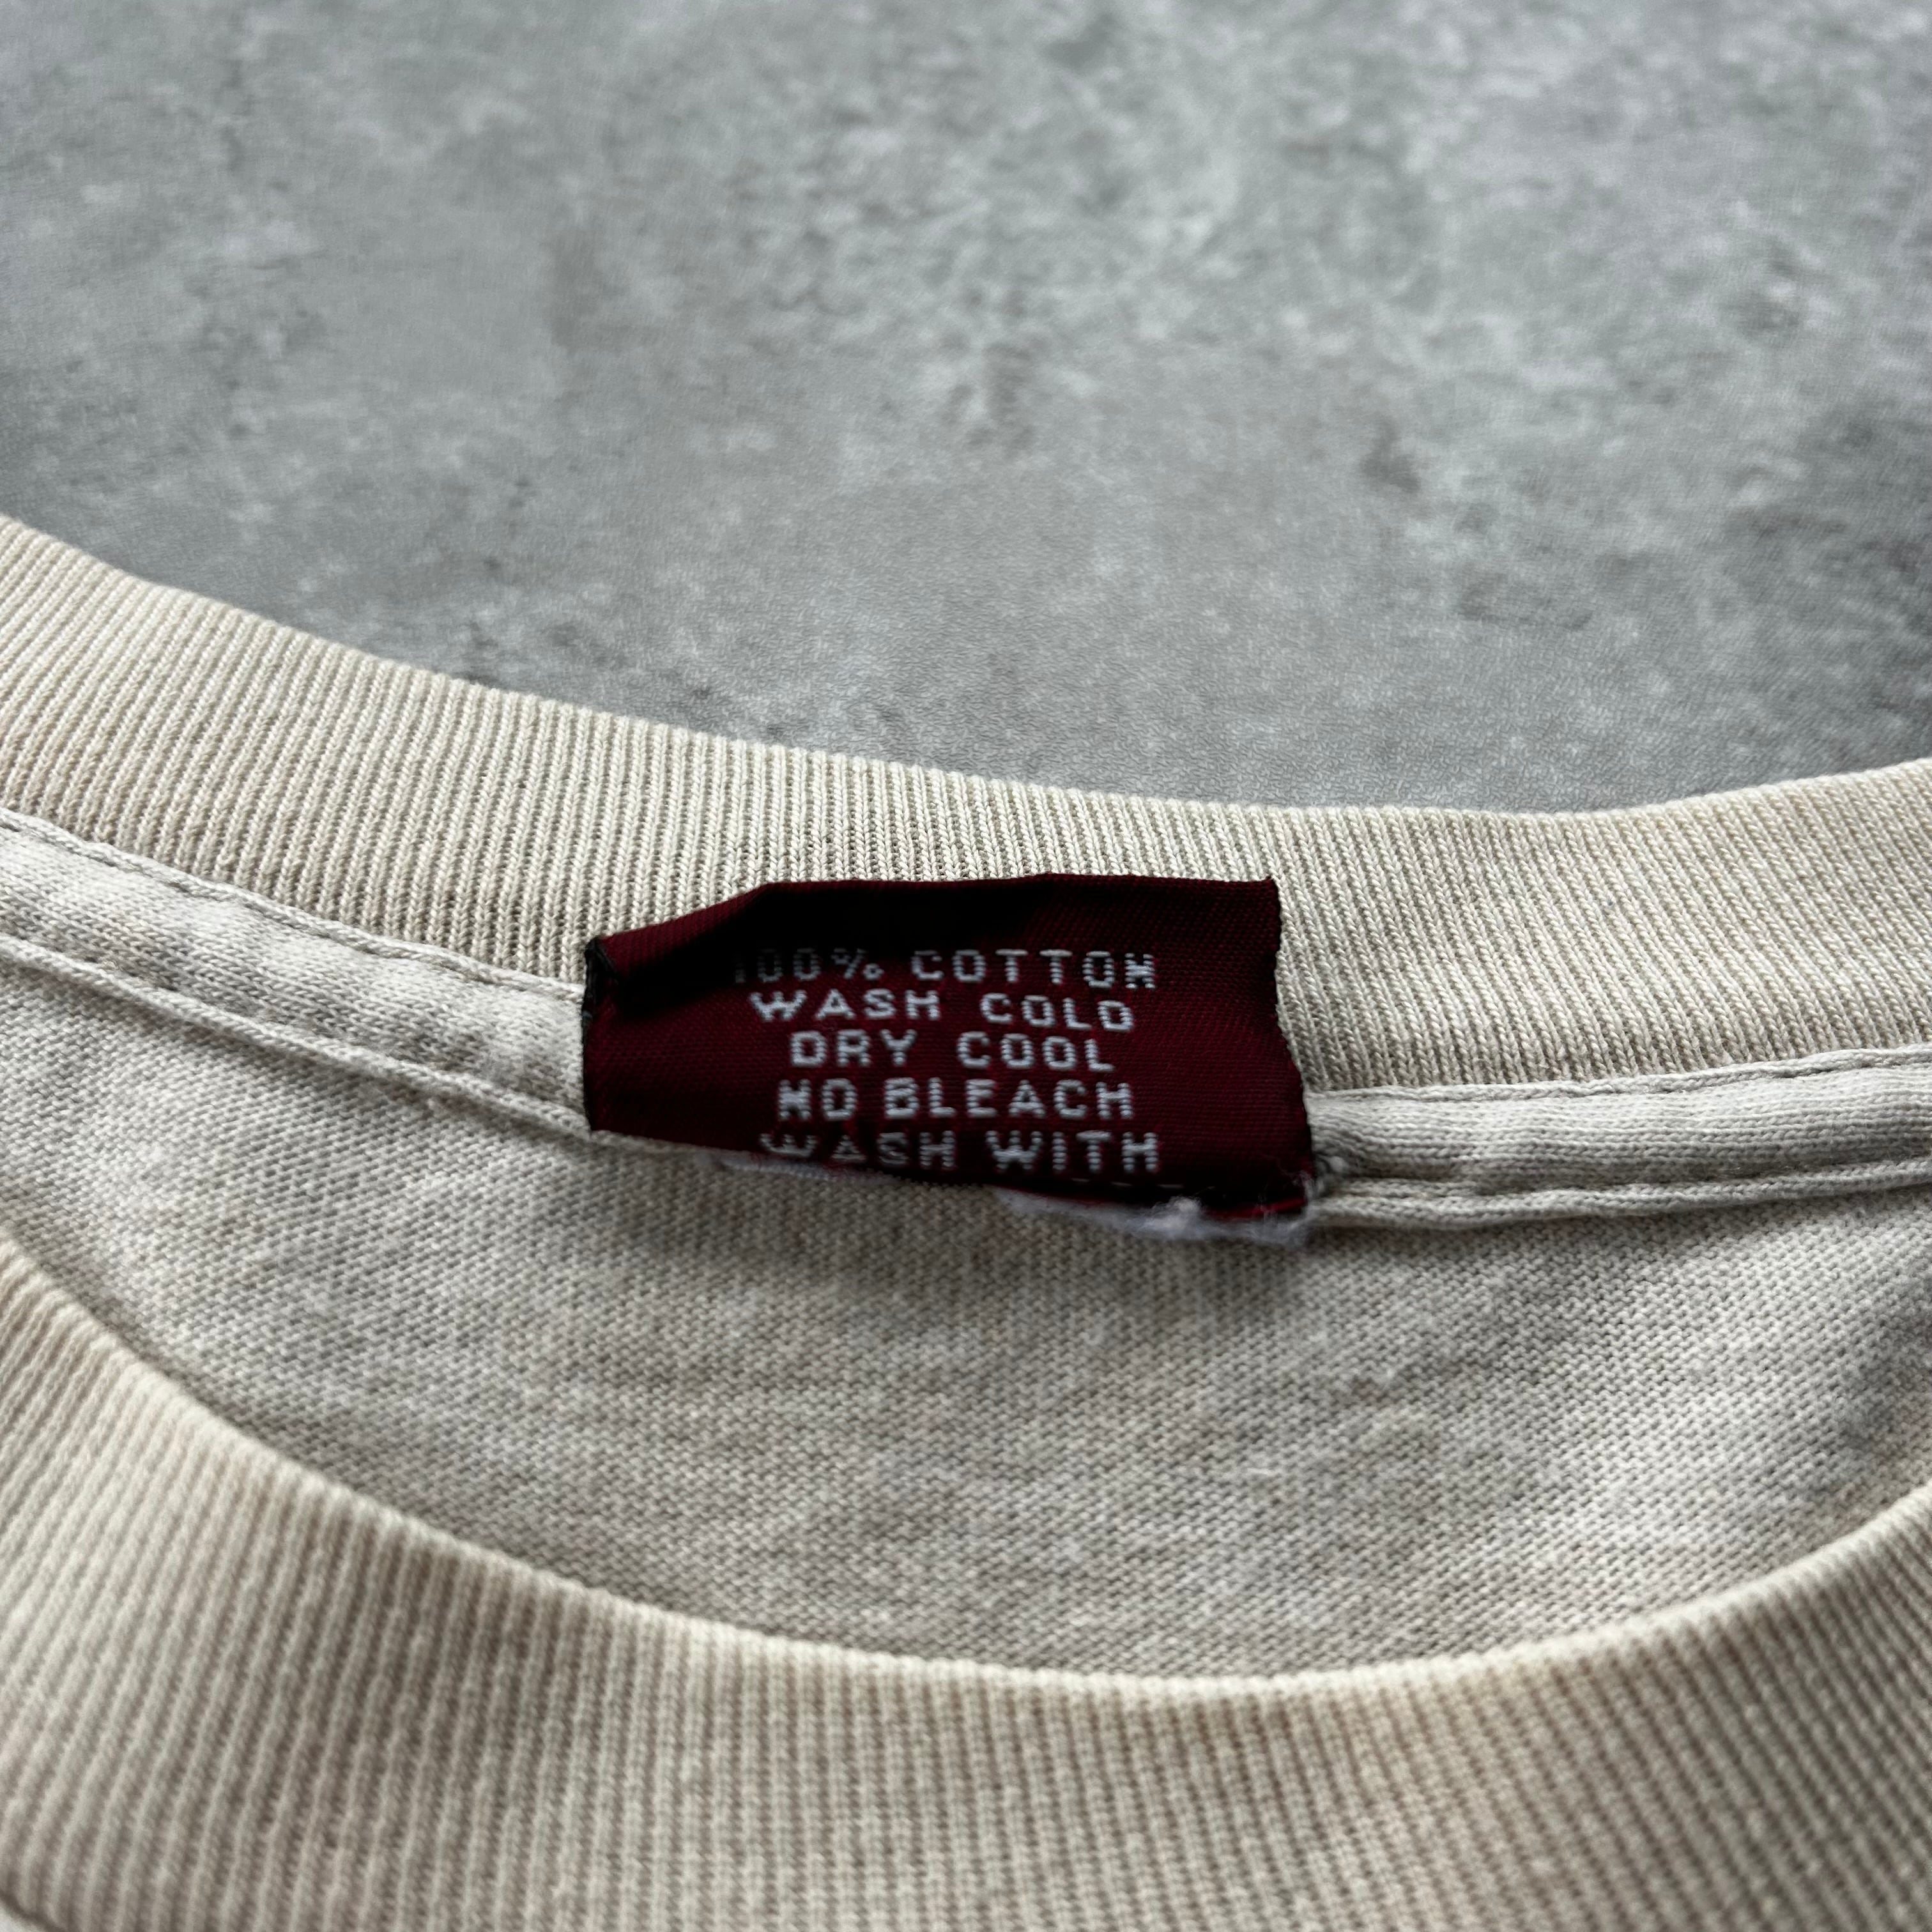 100% COTTON
WASH COLD
DRY COOL
NO BLEACH
WASH WITH